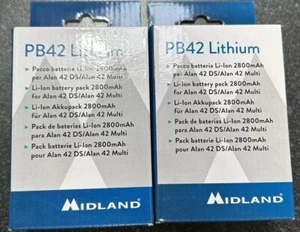 PB42 Lithium
Pacco batteria Li-Ion 2800mAh
per Alan 42 DS/Alan 42 Multi
Li-Ion battery pack 2800mAh
for Alan 42 DS/Alan 42 Multi
Li-Ion Akkupack 2800mAh
für Alan 42 DS/Alan 42 Multi
Pack de baterias Li-Ion 2800mAh
para Alan 42 DS/Alan 42 Multi
Pack batterie Li-Ion 2800mAh
pour Alan 42 DS/Alan 42 Multi
MIDLAND
PB42 Lithium
Pacco batteria Li-Ion 2800mAh
per Alan 42 DS/Alan 42 Multi
Li-Ion battery pack 2800mAh
for Alan 42 DS/Alan 42 Multi
Li-Ion Akkupack 2800mAh
für Alan 42 DS/Alan 42 Multi
Pack de baterias Li-Ion 2800mAh
para Alan 42 DS/Alan 42 Multi
Pack batterie Li-Ion 2800mAh
pour Alan 42 DS/Alan 42 Multi
MIDLAND